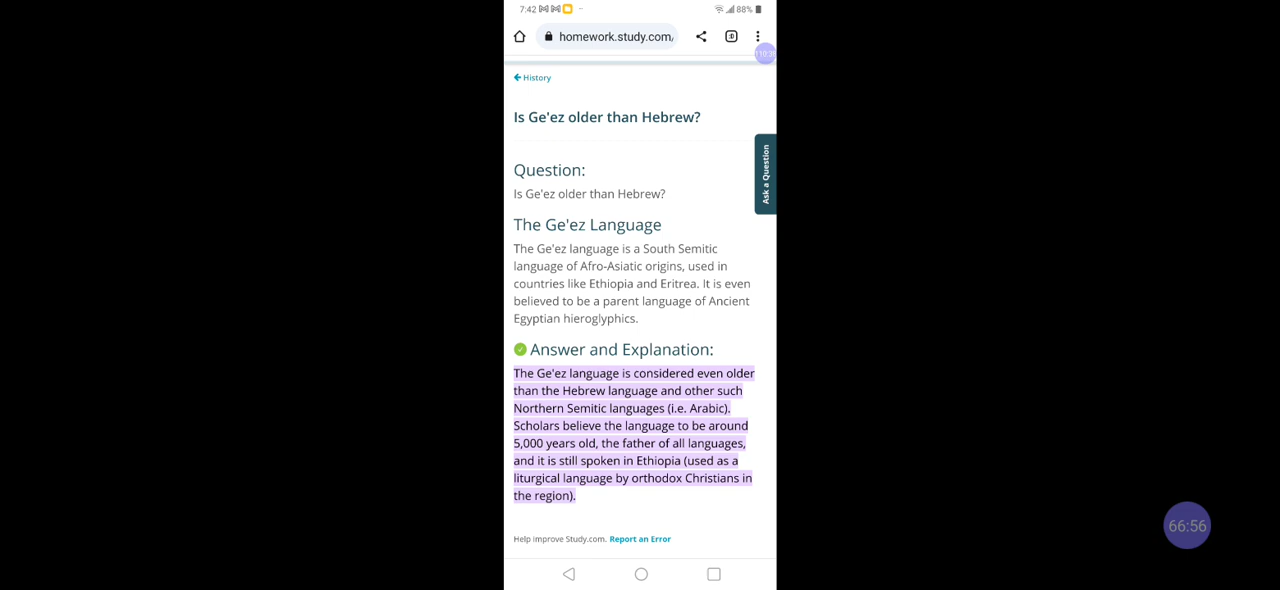 7:42
88%
homework.study.com/
110:31
History
Is Ge'ez older than Hebrew?
Ask a Question
Question:
Is Ge'ez older than Hebrew?
The Ge'ez Language
The Ge'ez language is a South Semitic
language of Afro-Asiatic origins, used in
countries like Ethiopia and Eritrea. It is even
believed to be a parent language of Ancient
Egyptian hieroglyphics.
Answer and Explanation:
The Ge'ez language is considered even older
than the Hebrew language and other such
Northern Semitic languages (i.e. Arabic).
Scholars believe the language to be around
5,000 years old, the father of all languages,
and it is still spoken in Ethiopia (used as a
liturgical language by orthodox Christians in
the region).
66:56
Help improve Study.com. Report an Error